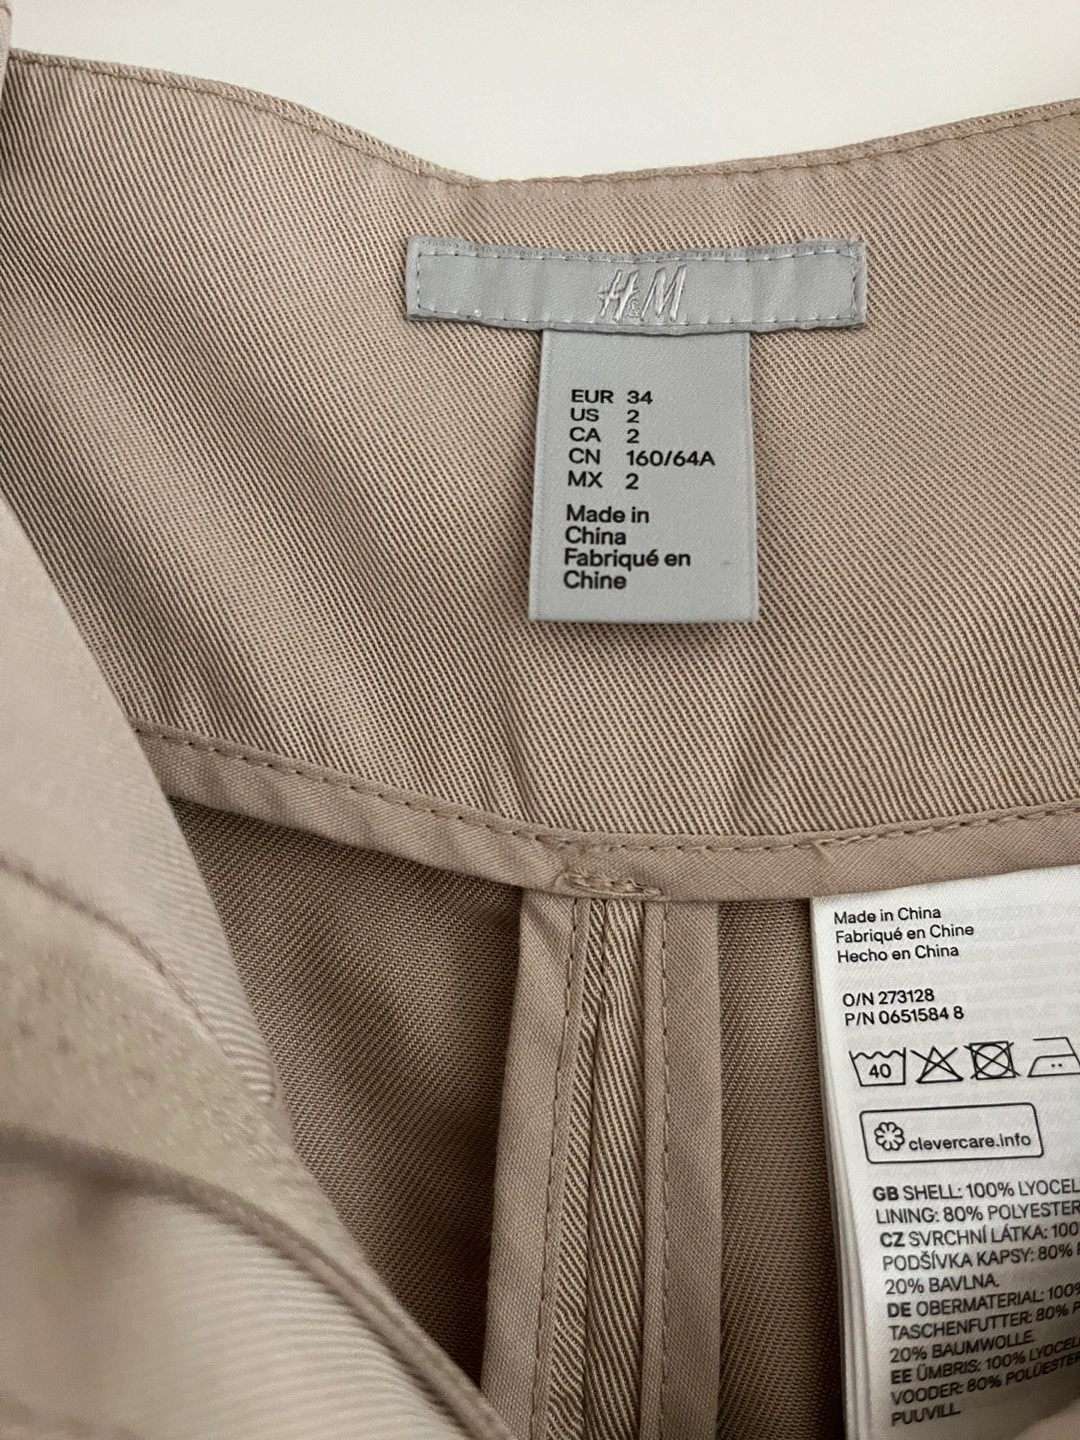 H&M
EUR 34
US 2
CA 2
CN 160/64A
MX 2
Made in
China
Fabriqué en
Chine
Made in China
Fabriqué en Chine
Hecho en China
O/N 273128
P/N 0651584 8
40
clevercare.info
GB SHELL: 100% LYOCEL
LINING: 80% POLYESTER
CZ SVRCHNÍ LÁTKA: 100
PODŠÍVKA KAPSY: 80%
20% BAVLNA.
DE OBERMATERIAL: 100%
TASCHENFUTTER: 80% P
20% BAUMWOLLE
EE ÜMBRIS: 100% LYOCEL
VOODER: 80% POLÜESTE
PUUVILL